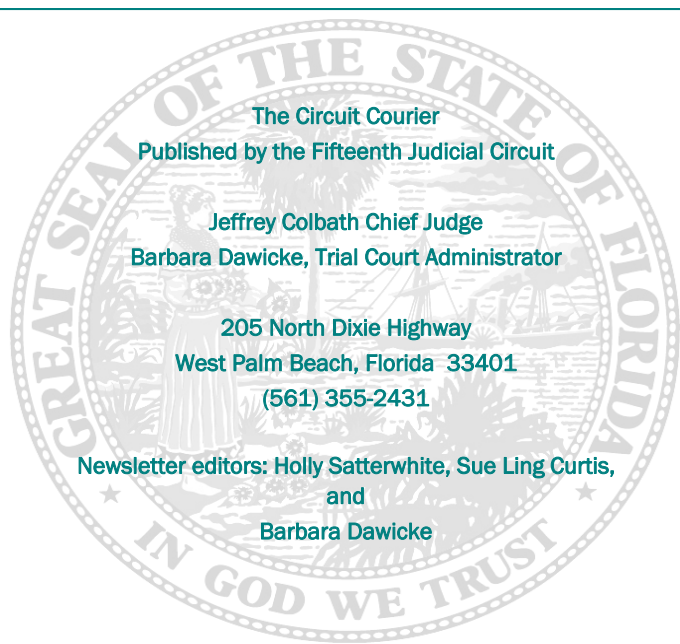 GREAT SEAL OF THE STATE OF FLORIDA
The Circuit Courier
Published by the Fifteenth Judicial Circuit
Jeffrey Colbath Chief Judge
Barbara Dawicke, Trial Court Administrator
205 North Dixie Highway
West Palm Beach, Florida  33401
(561) 355-2431
Newsletter editors: Holly Satterwhite, Sue Ling Curtis,
and
Barbara Dawicke
IN GOD WE TRUST